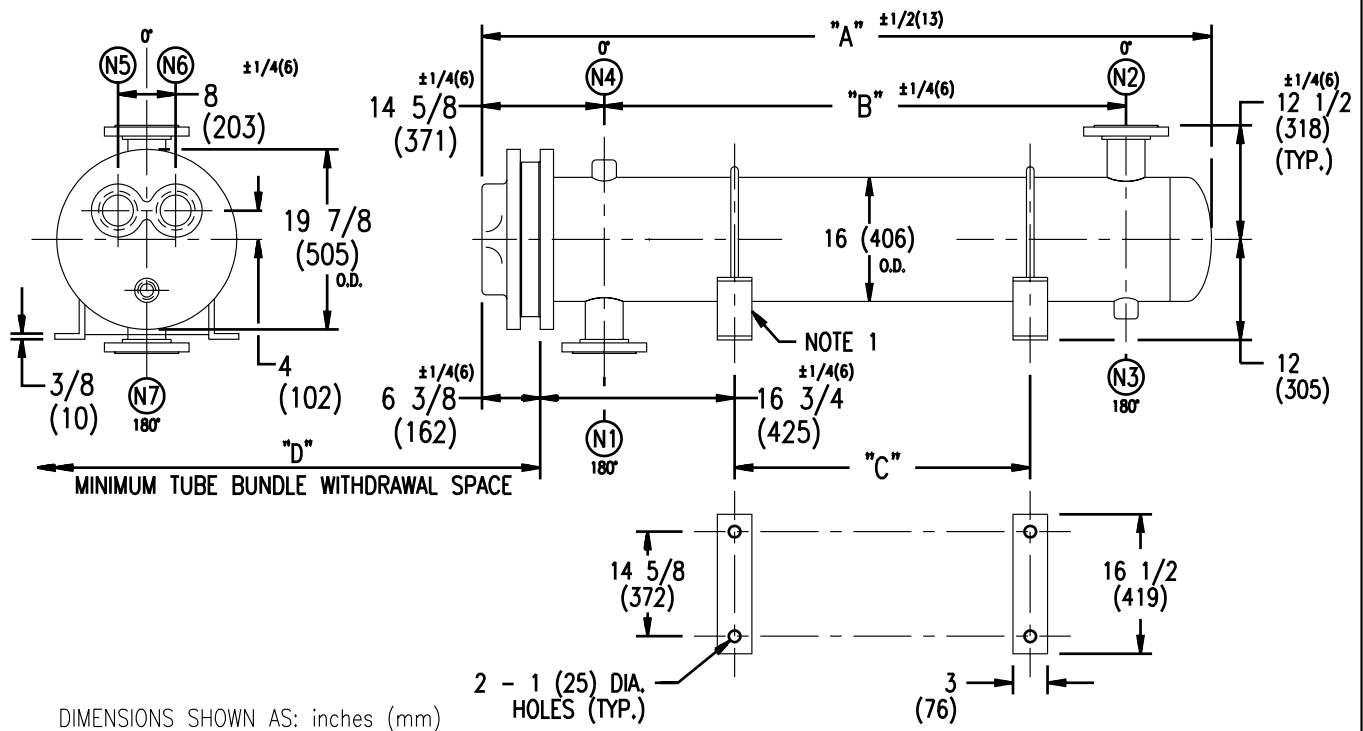 "A" ±1/2(13)
0°
N5 N6
±1/4(6)
8
(203)
±1/4(6)
14 5/8
(371)
0°
N4
"B" ±1/4(6)
0°
N2
±1/4(6)
12 1/2
(318)
(TYP.)
19 7/8
(505)
O.D.
16 (406)
O.D.
NOTE 1
3/8
(10)
N7
180°
4
(102)
±1/4(6)
6 3/8
(162)
N1
180°
±1/4(6)
16 3/4
(425)
N3
180°
12
(305)
"D"
MINIMUM TUBE BUNDLE WITHDRAWAL SPACE
"C"
14 5/8
(372)
16 1/2
(419)
2 - 1 (25) DIA.
HOLES (TYP.)
3
(76)
DIMENSIONS SHOWN AS: inches (mm)